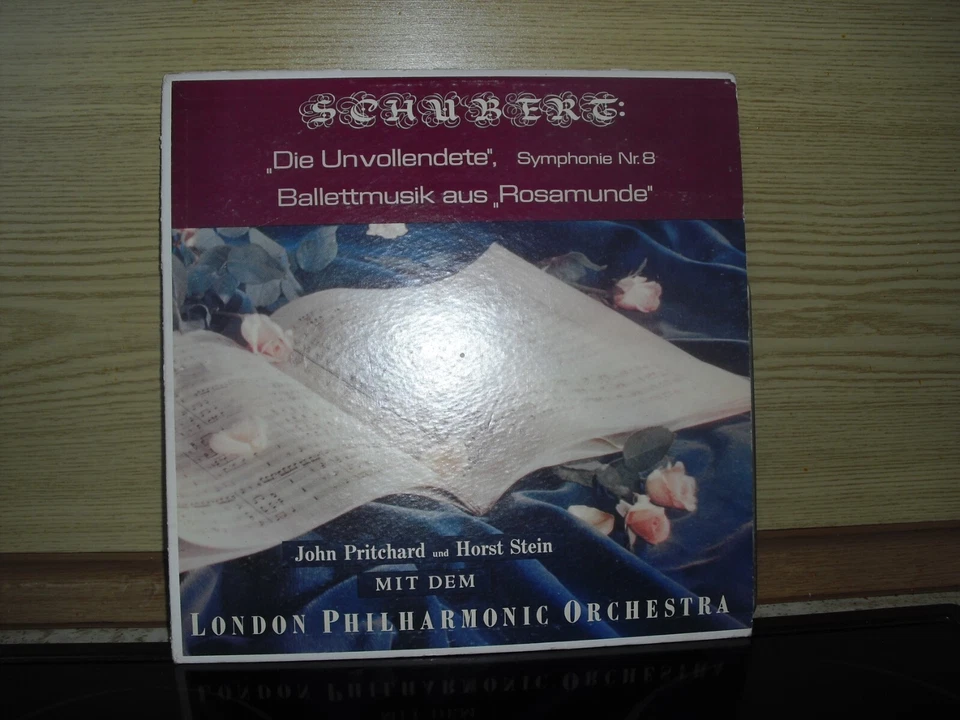 SCHUBERT:
„Die Unvollendete", Symphonie Nr. 8
Ballettmusik aus „Rosamunde"
John Pritchard und Horst Stein
MIT DEM
LONDON PHILHARMONIC ORCHESTRA